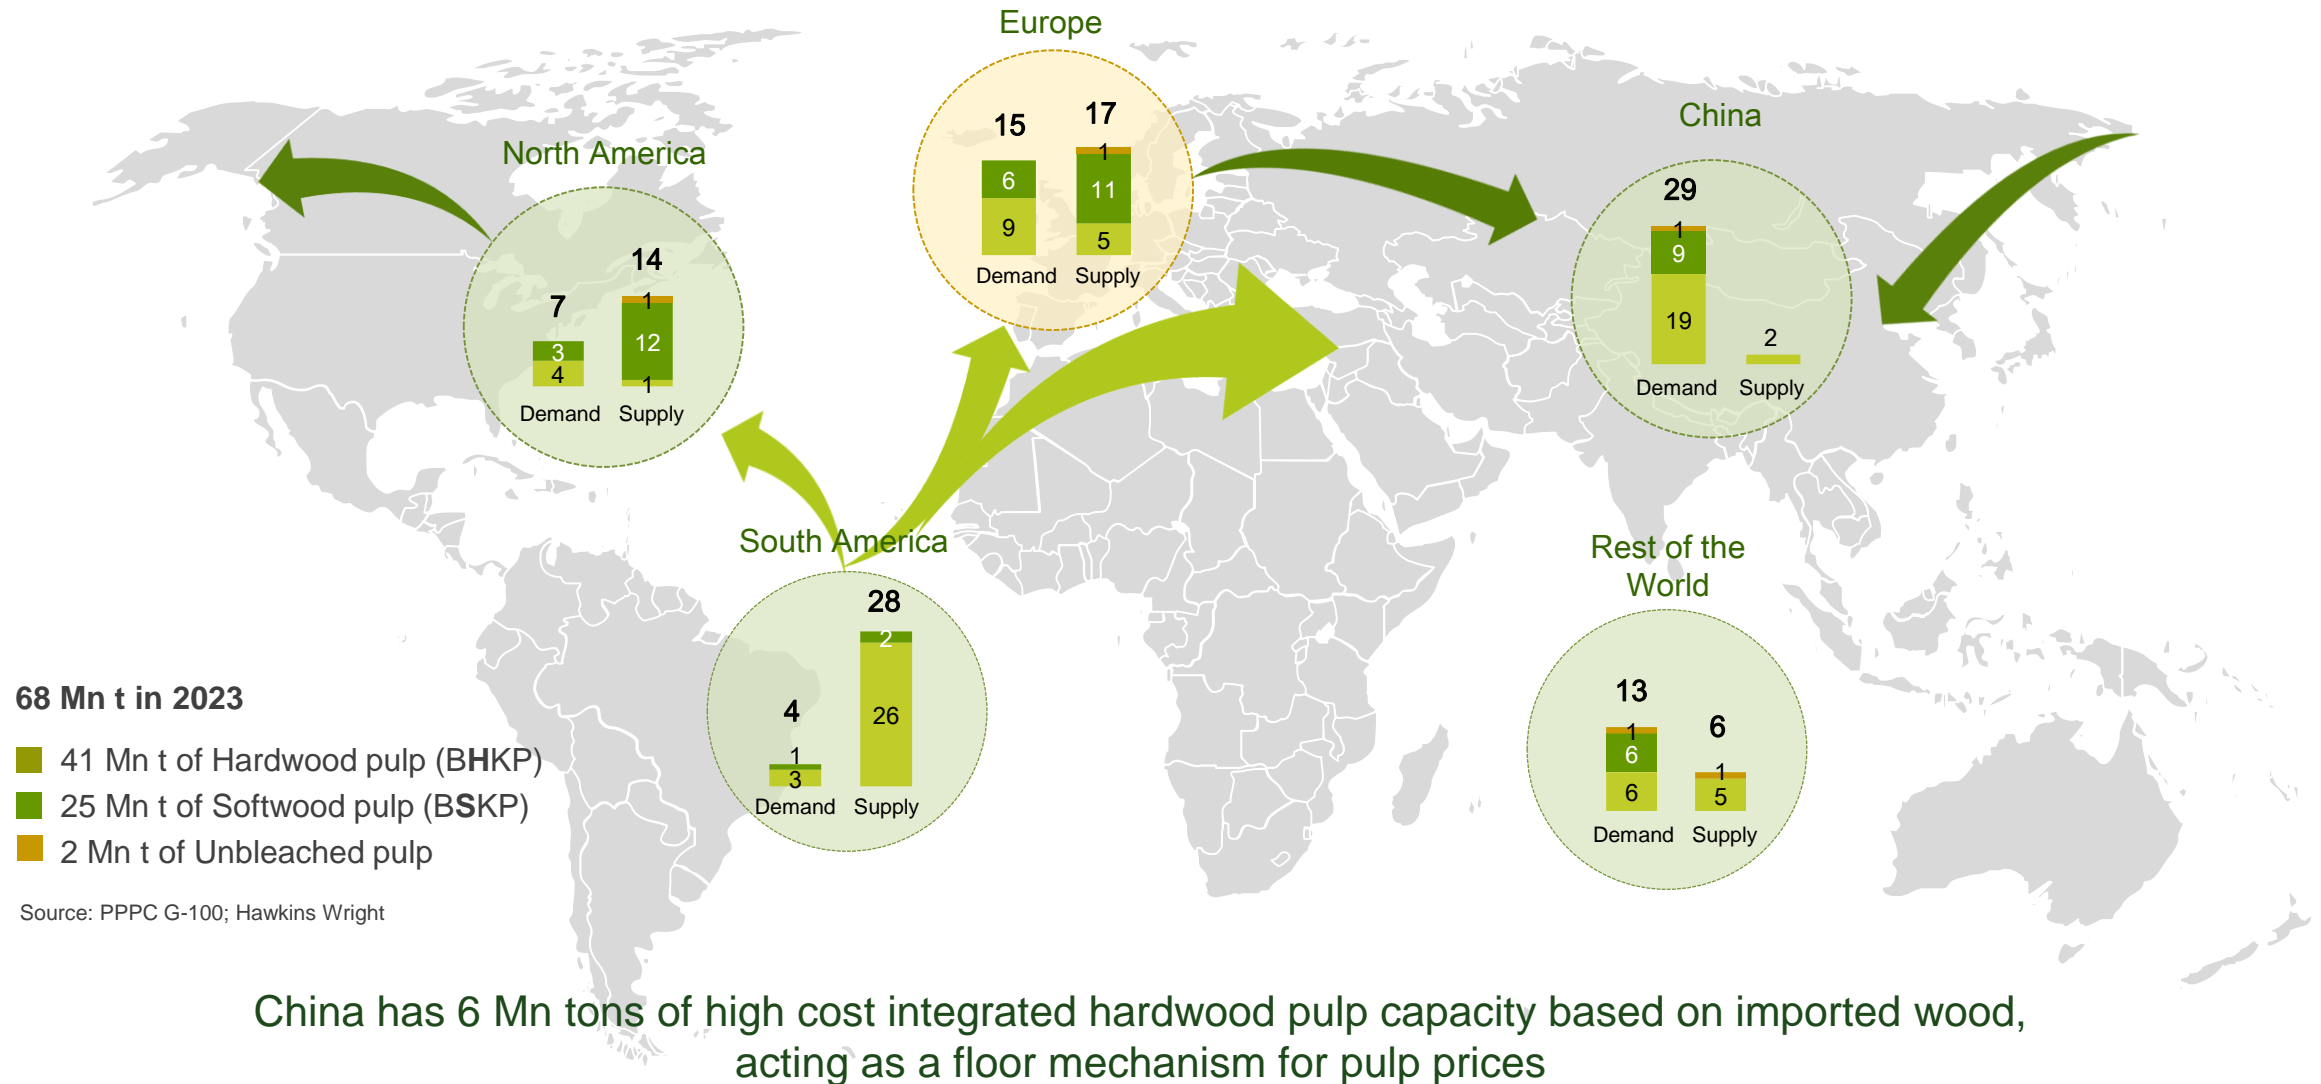 Europe
15
17
1
6
11
9
5
Demand Supply
North America
14
7
1
3
12
4
1
Demand Supply
China
29
1
9
19
2
Demand Supply
South America
28
2
4
1
26
3
Demand Supply
Rest of the
World
13
6
1
6
1
6
5
Demand Supply
68 Mn t in 2023
41 Mn t of Hardwood pulp (BHKP)
25 Mn t of Softwood pulp (BSKP)
2 Mn t of Unbleached pulp
Source: PPPC G-100; Hawkins Wright
China has 6 Mn tons of high cost integrated hardwood pulp capacity based on imported wood,
acting as a floor mechanism for pulp prices